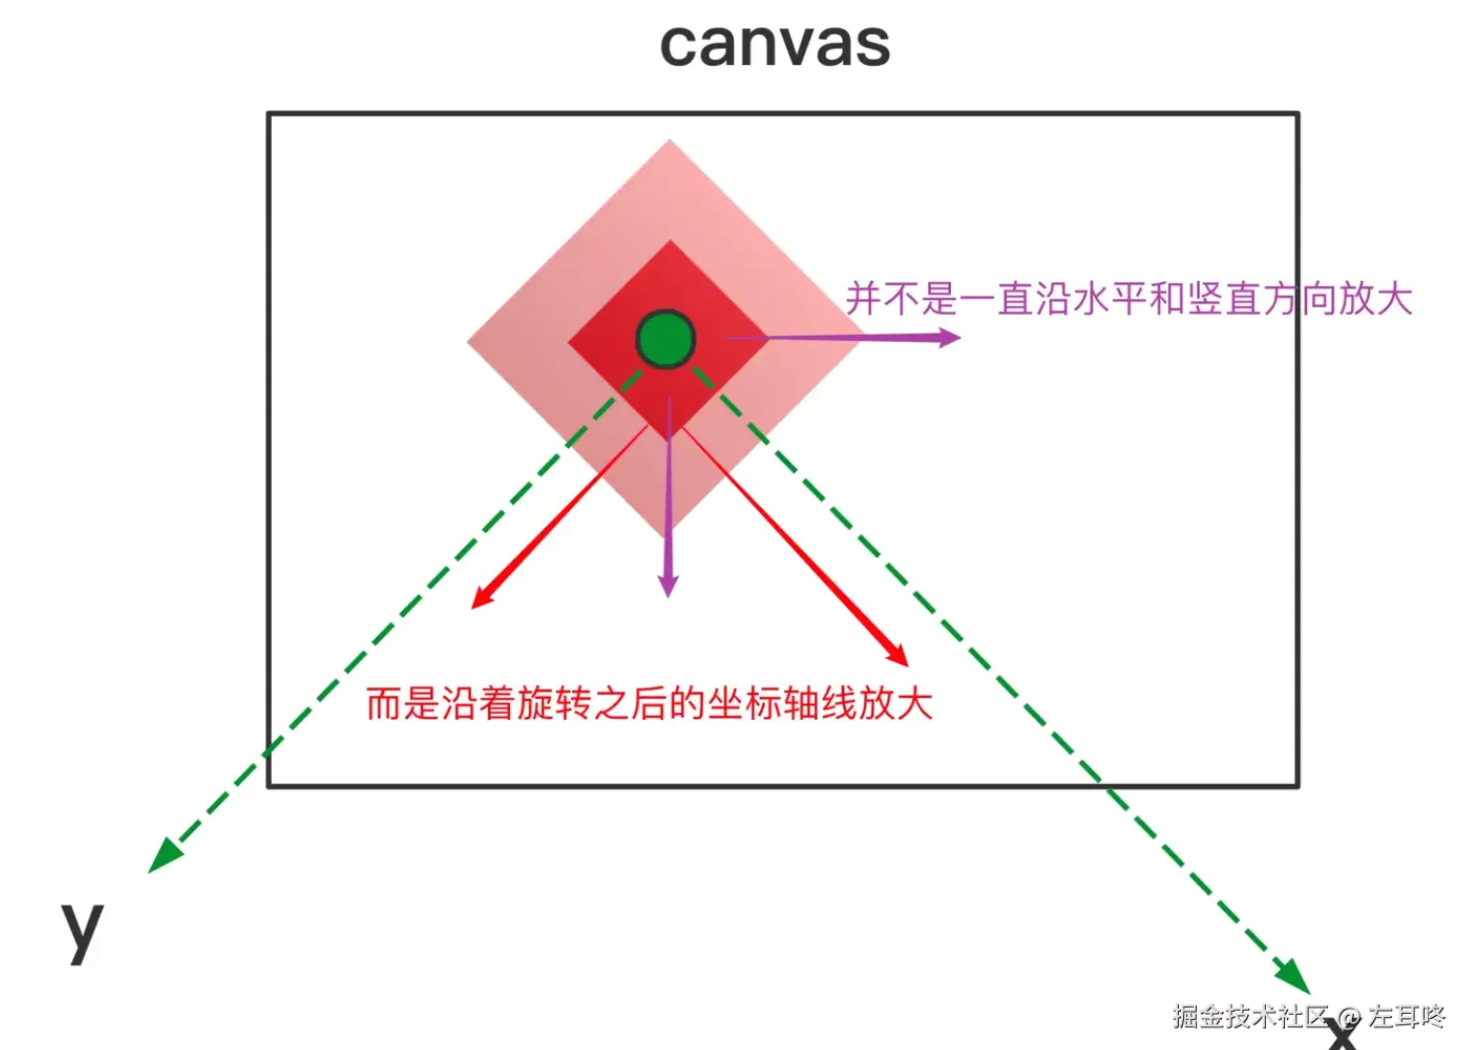 canvas
并不是一直沿水平和竖直方向放大
而是沿着旋转之后的坐标轴线放大
y
x
掘金技术社区 @ 左耳咚